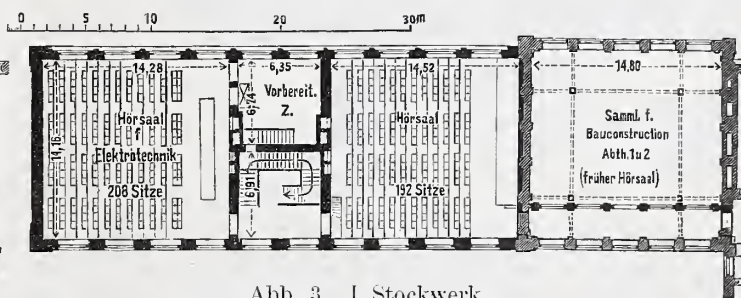 0 5 10 20 30m
14,28
6,35
14,52
14,80
Vorbereit.
Z.
6,24
Hörsaal
f
Elektrotechnik
208 Sitze
14,16
6,91
Hörsaal
192 Sitze
Samml. f.
Bauconstruction
Abth. 1 u 2
(früher Hörsaal)
Abb. 3. I. Stockwerk